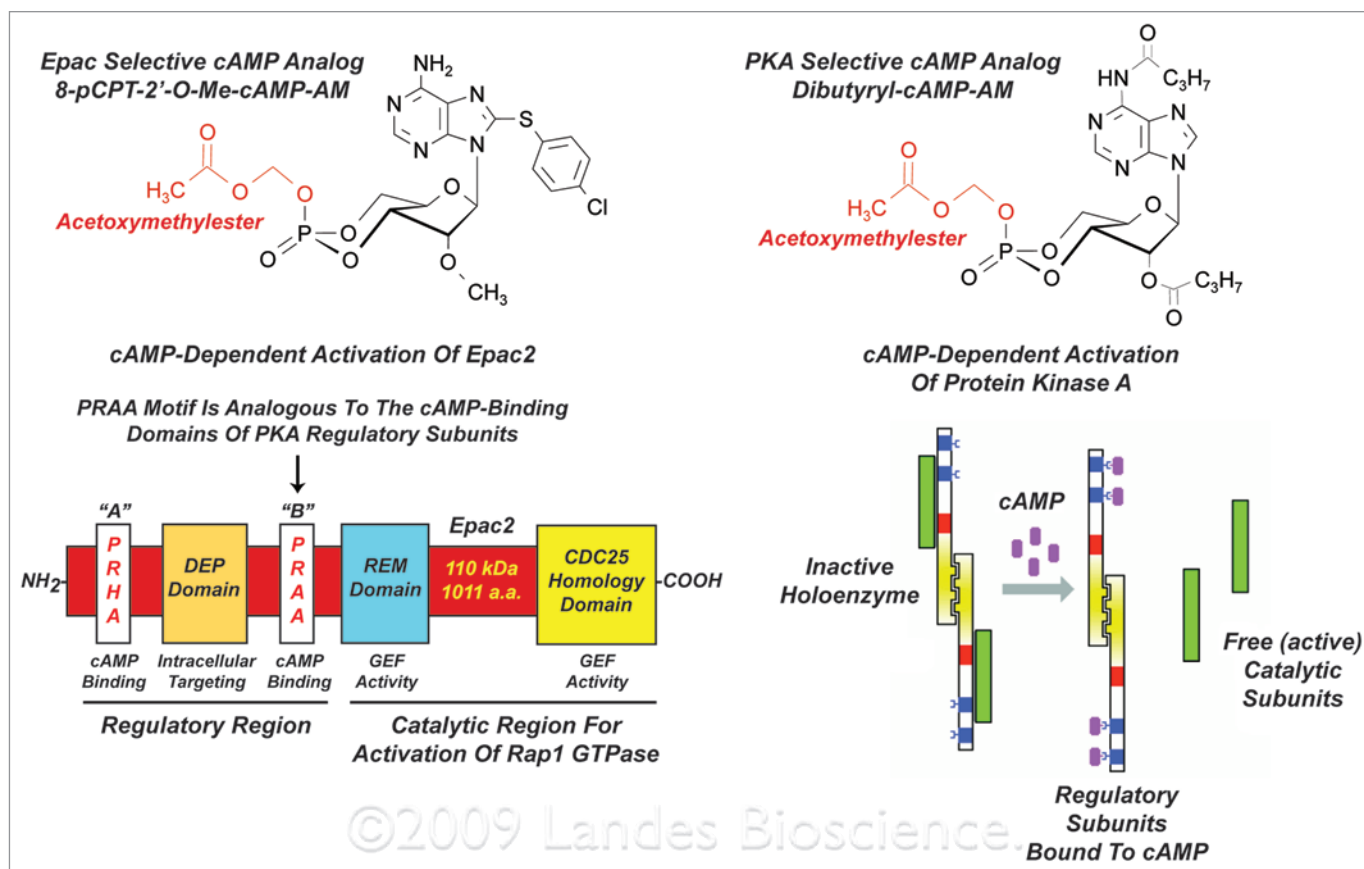 Epac Selective cAMP Analog
8-pCPT-2'-O-Me-cAMP-AM
NH2
N
N
N
N
S
Cl
O
H3C
O
O
Acetoxymethylester
P
O
O
O
O
O
CH3
PKA Selective cAMP Analog
Dibutyryl-cAMP-AM
O
NH
C3H7
N
N
N
N
O
H3C
O
O
Acetoxymethylester
P
O
O
O
O
O
C3H7
O
cAMP-Dependent Activation Of Epac2
PRAA Motif Is Analogous To The cAMP-Binding
Domains Of PKA Regulatory Subunits
"A"
"B"
Epac2
NH2
P
R
H
A
DEP
Domain
P
R
A
A
REM
Domain
110 kDa
1011 a.a.
CDC25
Homology
Domain
COOH
cAMP
Binding
Intracellular
Targeting
cAMP
Binding
GEF
Activity
GEF
Activity
Regulatory Region
Catalytic Region For
Activation Of Rap1 GTPase
cAMP-Dependent Activation
Of Protein Kinase A
cAMP
Inactive
Holoenzyme
Free (active)
Catalytic
Subunits
Regulatory
Subunits
Bound To cAMP
©2009 Landes Bioscience.